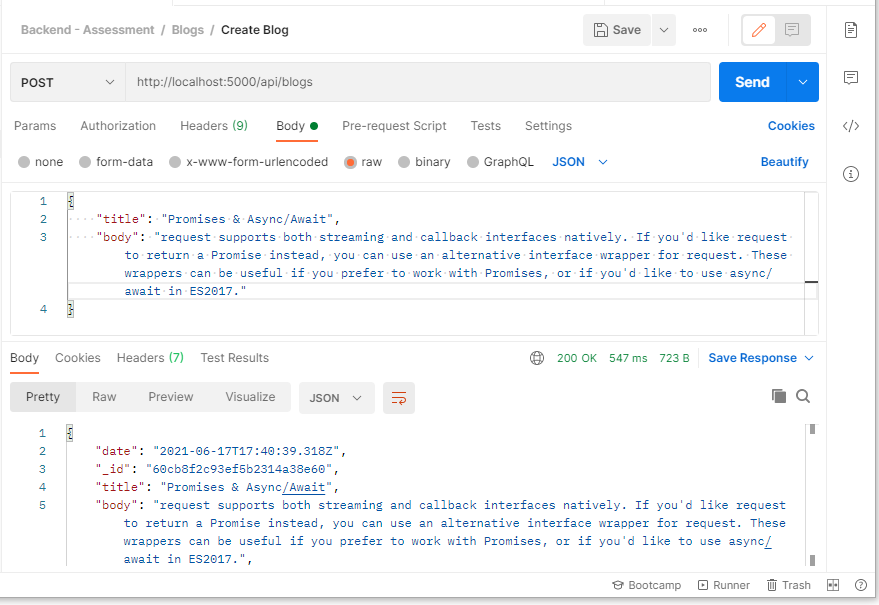 Backend - Assessment / Blogs / Create Blog
Save
POST
http://localhost:5000/api/blogs
Send
Params Authorization Headers (9) Body Pre-request Script Tests Settings Cookies
none form-data x-www-form-urlencoded raw binary GraphQL JSON Beautify
1 {
2 "title": "Promises & Async/Await",
3 "body": "request supports both streaming and callback interfaces natively. If you'd like request
to return a Promise instead, you can use an alternative interface wrapper for request. These
wrappers can be useful if you prefer to work with Promises, or if you'd like to use async/
await in ES2017."
4 }
Body Cookies Headers (7) Test Results 200 OK 547 ms 723 B Save Response
Pretty Raw Preview Visualize JSON
1 {
2 "date": "2021-06-17T17:40:39.318Z",
3 "_id": "60cb8f2c93ef5b2314a38e60",
4 "title": "Promises & Async/Await",
5 "body": "request supports both streaming and callback interfaces natively. If you'd like request
to return a Promise instead, you can use an alternative interface wrapper for request. These
wrappers can be useful if you prefer to work with Promises, or if you'd like to use async/
await in ES2017.",
Bootcamp Runner Trash